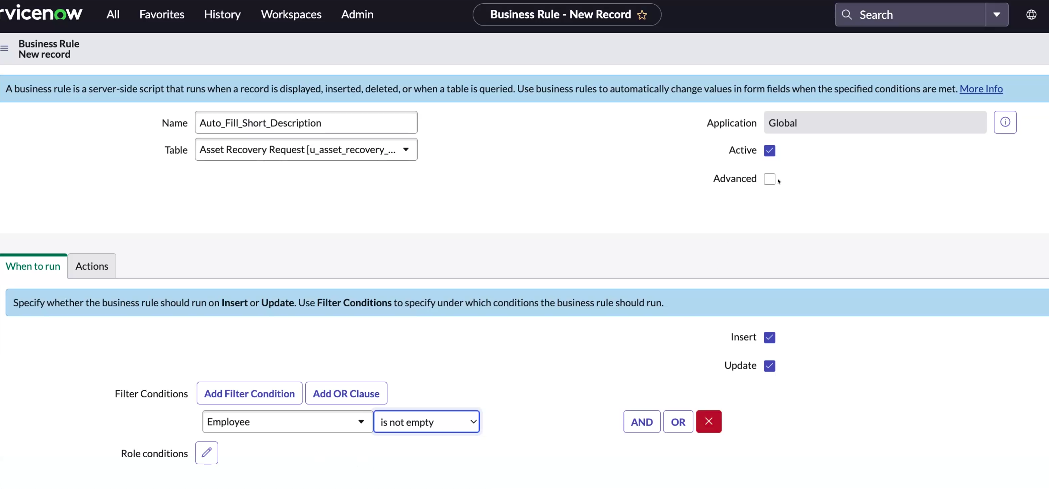 rvicenow All Favorites History Workspaces Admin Business Rule - New Record Search
Business Rule
New record
A business rule is a server-side script that runs when a record is displayed, inserted, deleted, or when a table is queried. Use business rules to automatically change values in form fields when the specified conditions are met. More Info
Name Auto_Fill_Short_Description Application Global
Table Asset Recovery Request [u_asset_recovery_... Active
Advanced
When to run Actions
Specify whether the business rule should run on Insert or Update. Use Filter Conditions to specify under which conditions the business rule should run.
Insert
Update
Filter Conditions Add Filter Condition Add OR Clause
Employee is not empty AND OR
Role conditions